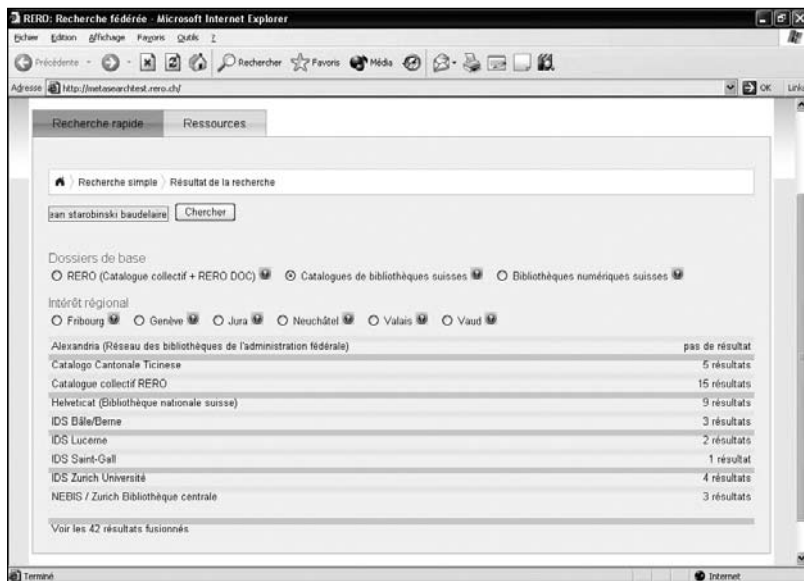 RERO: Recherche fédérée - Microsoft Internet Explorer
Fichier Edition Affichage Favoris Outils ?
Précédente Rechercher Favoris Média
Adresse http://metasearchtest.rero.ch/ OK Links
Recherche rapide Ressources
Recherche simple Résultat de la recherche
ean starobinski baudelaire Chercher
Dossiers de base
RERO (Catalogue collectif + RERO DOC) Catalogues de bibliothèques suisses Bibliothèques numériques suisses
Intérêt régional
Fribourg Genève Jura Neuchâtel Valais Vaud
Alexandria (Réseau des bibliothèques de l'administration fédérale) pas de résultat
Catalogo Cantonale Ticinese 5 résultats
Catalogue collectif RERO 15 résultats
Helveticat (Bibliothèque nationale suisse) 9 résultats
IDS Bâle/Berne 3 résultats
IDS Lucerne 2 résultats
IDS Saint-Gall 1 résultat
IDS Zurich Université 4 résultats
NEBIS / Zurich Bibliothèque centrale 3 résultats
Voir les 42 résultats fusionnés
Terminé Internet